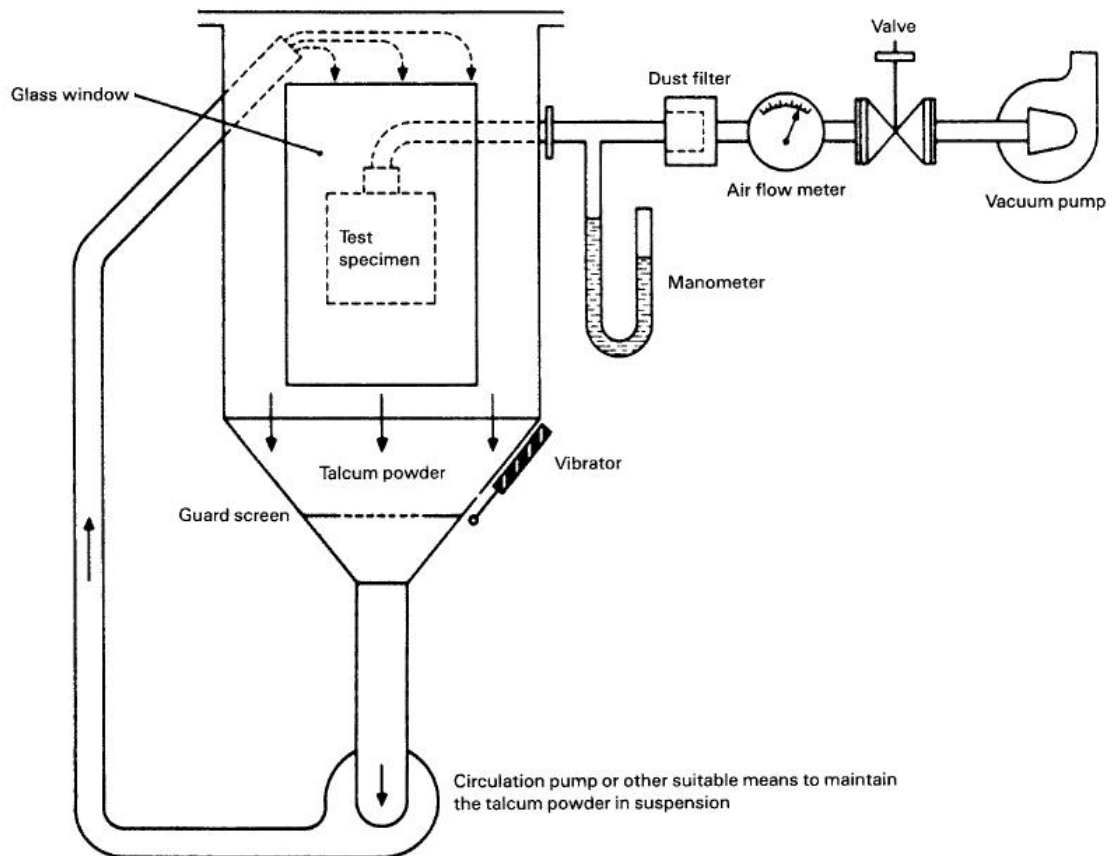 Valve
Dust filter
Glass window
Air flow meter
Vacuum pump
Test
specimen
Manometer
Talcum powder
Vibrator
Guard screen
Circulation pump or other suitable means to maintain
the talcum powder in suspension